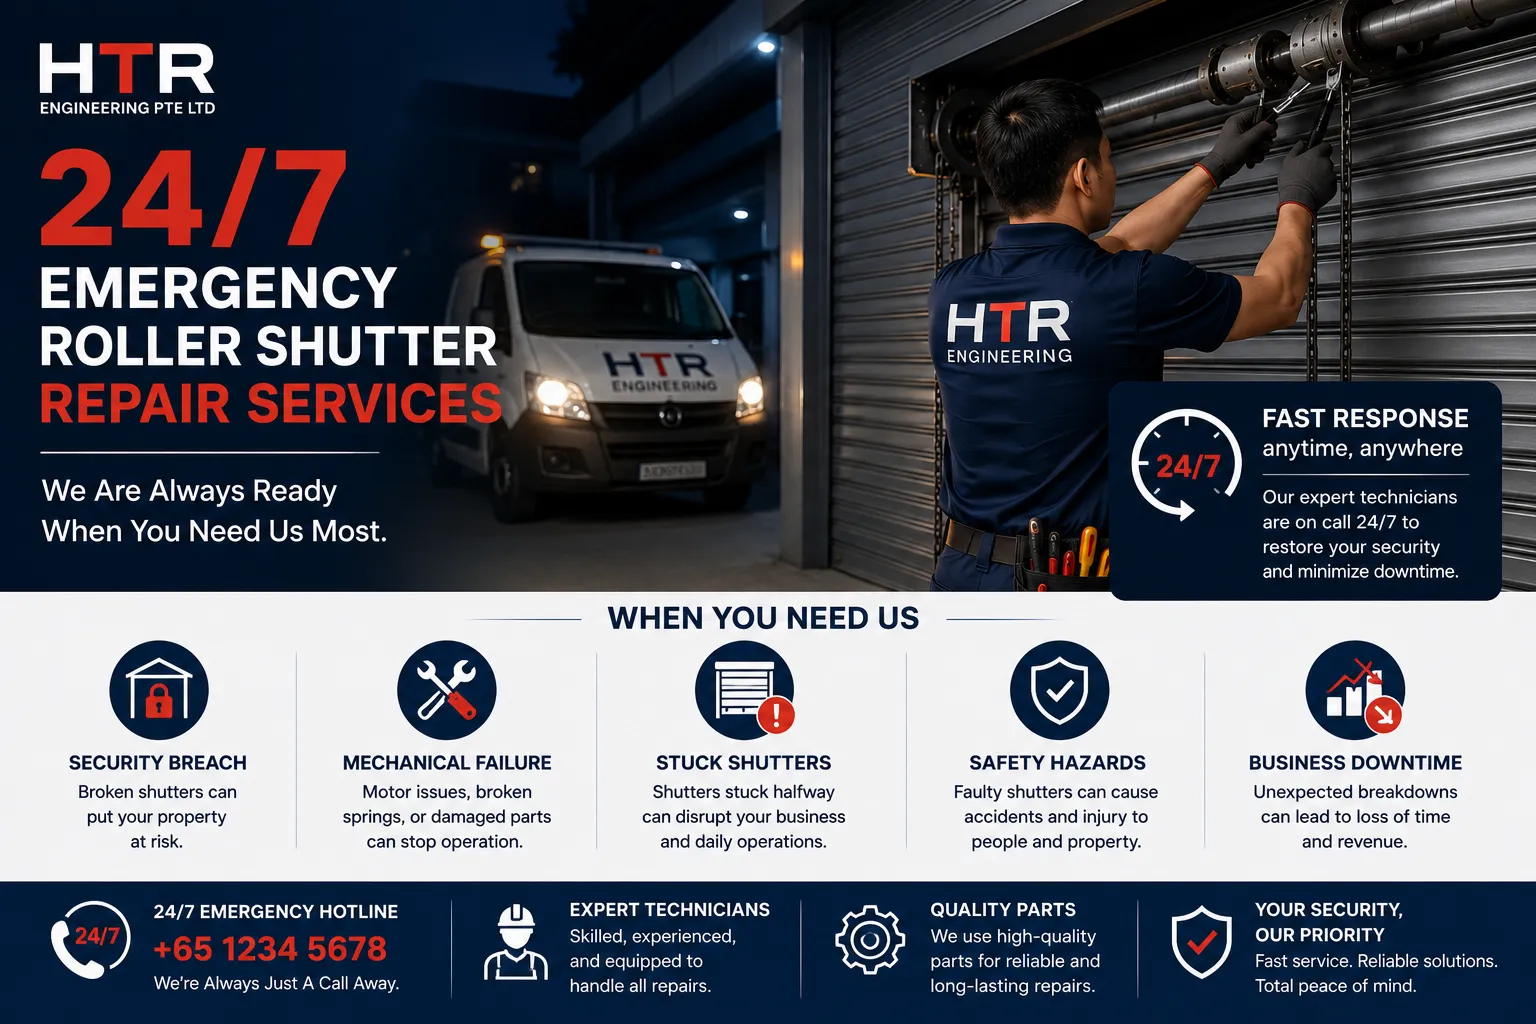 HTR
ENGINEERING PTE LTD
24/7
EMERGENCY
ROLLER SHUTTER
REPAIR SERVICES
We Are Always Ready
When You Need Us Most.
HTR
ENGINEERING
HTR
ENGINEERING
24/7
FAST RESPONSE
anytime, anywhere
Our expert technicians
are on call 24/7 to
restore your security
and minimize downtime.
WHEN YOU NEED US
SECURITY BREACH
Broken shutters can
put your property
at risk.
MECHANICAL FAILURE
Motor issues, broken
springs, or damaged parts
can stop operation.
STUCK SHUTTERS
Shutters stuck halfway
can disrupt your business
and daily operations.
SAFETY HAZARDS
Faulty shutters can cause
accidents and injury to
people and property.
BUSINESS DOWNTIME
Unexpected breakdowns
can lead to loss of time
and revenue.
24/7
24/7 EMERGENCY HOTLINE
+65 1234 5678
We're Always Just A Call Away.
EXPERT TECHNICIANS
Skilled, experienced,
and equipped to
handle all repairs.
QUALITY PARTS
We use high-quality
parts for reliable and
long-lasting repairs.
YOUR SECURITY,
OUR PRIORITY
Fast service. Reliable solutions.
Total peace of mind.